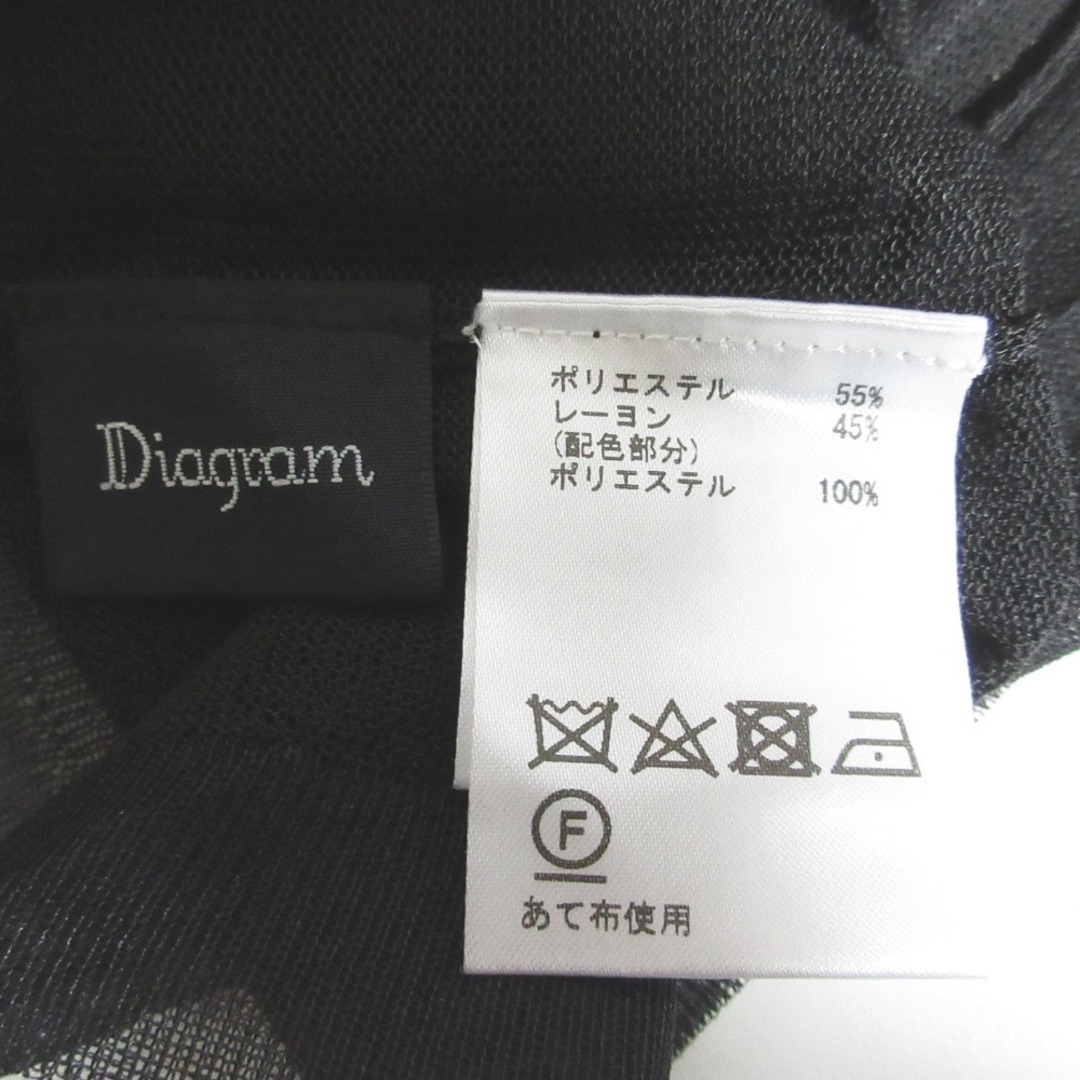 Diagram
ポリエステル 55%
レーヨン 45%
(配色部分)
ポリエステル 100%
F
あて布使用